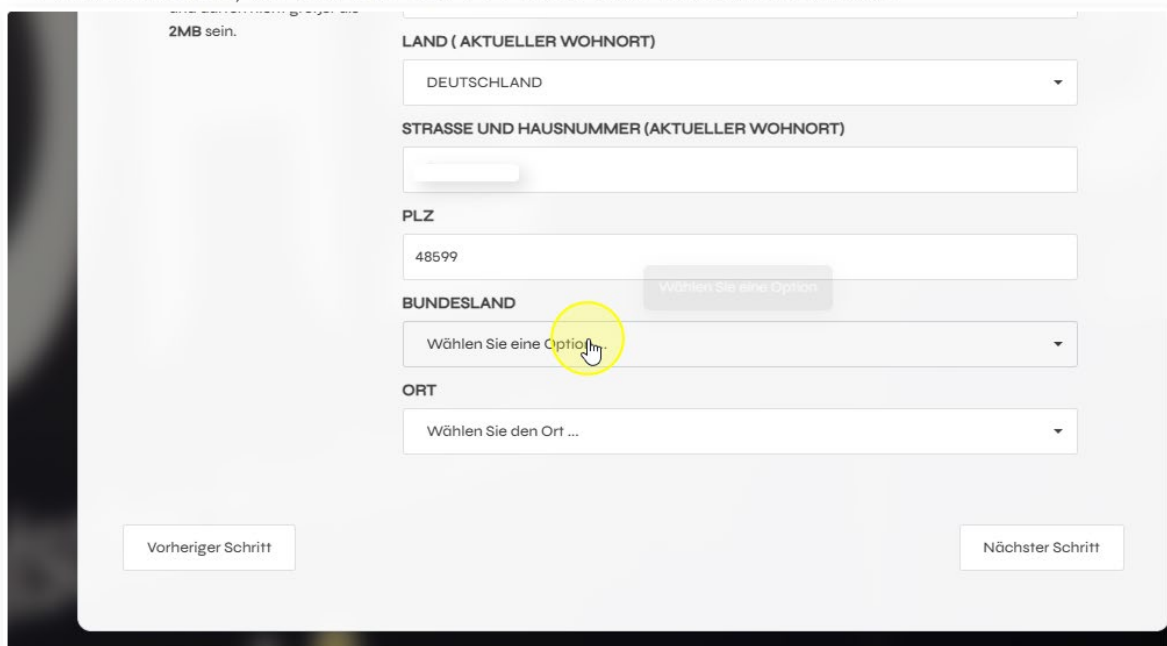 2MB sein.
LAND ( AKTUELLER WOHNORT)
DEUTSCHLAND
STRASSE UND HAUSNUMMER (AKTUELLER WOHNORT)
PLZ
48599
Wählen Sie eine Option
BUNDESLAND
Wählen Sie eine Option ...
ORT
Wählen Sie den Ort ...
Vorheriger Schritt
Nächster Schritt